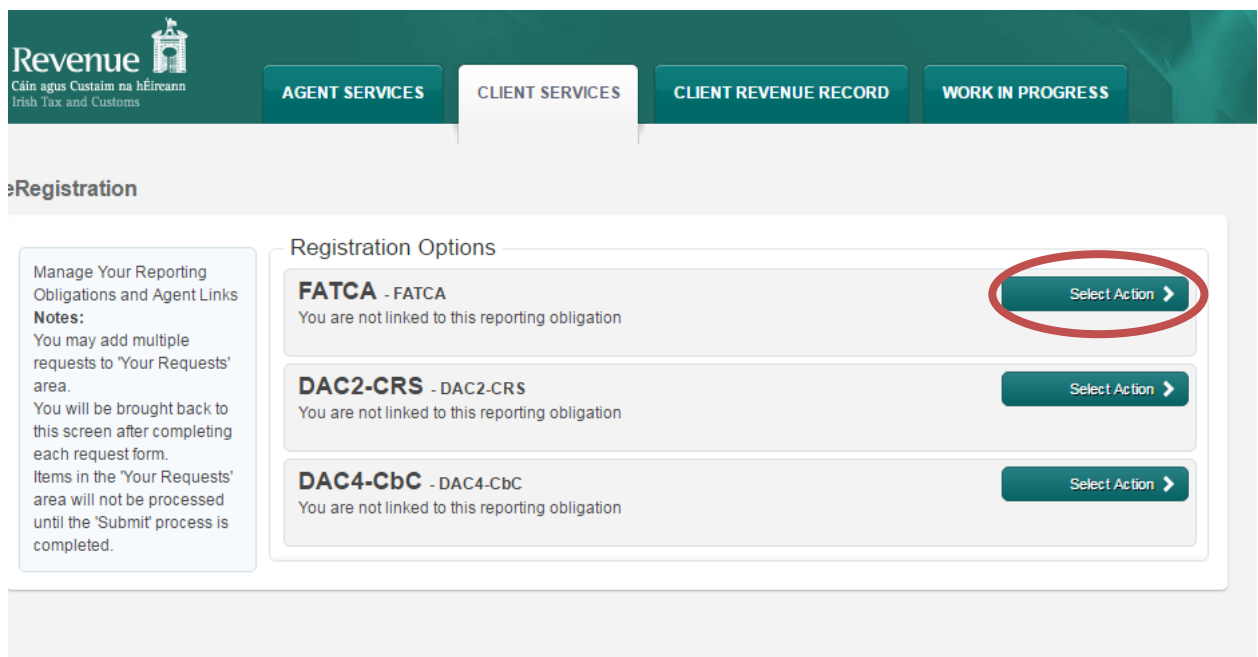 Revenue
Cáin agus Custaim na hÉireann
Irish Tax and Customs
AGENT SERVICES
CLIENT SERVICES
CLIENT REVENUE RECORD
WORK IN PROGRESS
eRegistration
Manage Your Reporting
Obligations and Agent Links
Notes:
You may add multiple
requests to 'Your Requests'
area.
You will be brought back to
this screen after completing
each request form.
Items in the 'Your Requests'
area will not be processed
until the 'Submit' process is
completed.
Registration Options
FATCA - FATCA
Select Action
You are not linked to this reporting obligation
DAC2-CRS - DAC2-CRS
Select Action
You are not linked to this reporting obligation
DAC4-CbC - DAC4-CbC
Select Action
You are not linked to this reporting obligation